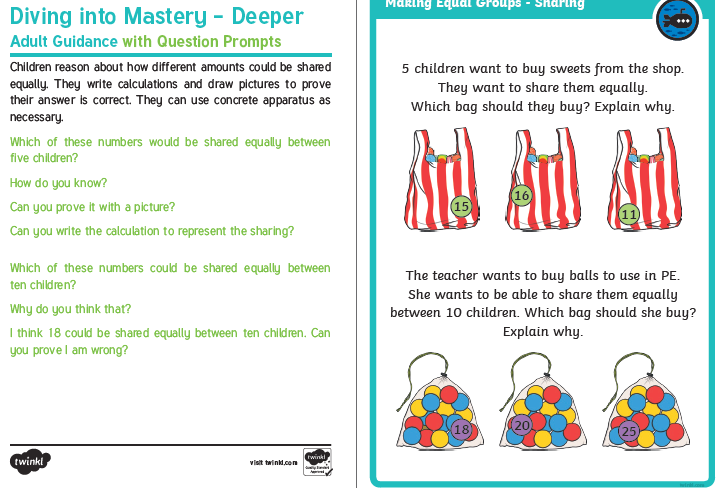 Diving into Mastery – Deeper
Adult Guidance with Question Prompts
Children reason about how different amounts could be shared
equally. They write calculations and draw pictures to prove
their answer is correct. They can use concrete apparatus as
necessary.
Which of these numbers would be shared equally between
five children?
How do you know?
Can you prove it with a picture?
Can you write the calculation to represent the sharing?
Which of these numbers could be shared equally between
ten children?
Why do you think that?
I think 18 could be shared equally between ten children. Can
you prove I am wrong?
twinkl
visit twinkl.com
twinkl
Quality Standard
Approved
Making Equal Groups - Sharing
5 children want to buy sweets from the shop.
They want to share them equally.
Which bag should they buy? Explain why.
15
16
11
The teacher wants to buy balls to use in PE.
She wants to be able to share them equally
between 10 children. Which bag should she buy?
Explain why.
18
20
25